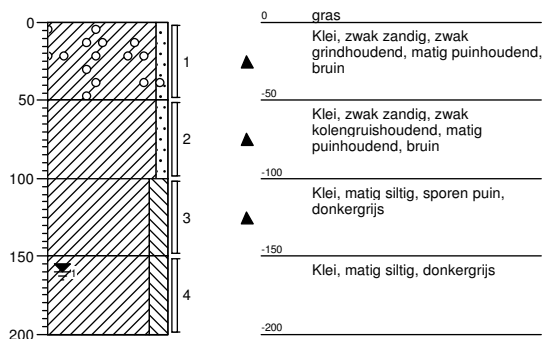 0
50
100
150
200
1
2
3
4
1
0 gras
Klei, zwak zandig, zwak
grindhoudend, matig puinhoudend,
bruin
-50
Klei, zwak zandig, zwak
kolengruishoudend, matig
puinhoudend, bruin
-100
Klei, matig siltig, sporen puin,
donkergrijs
-150
Klei, matig siltig, donkergrijs
-200